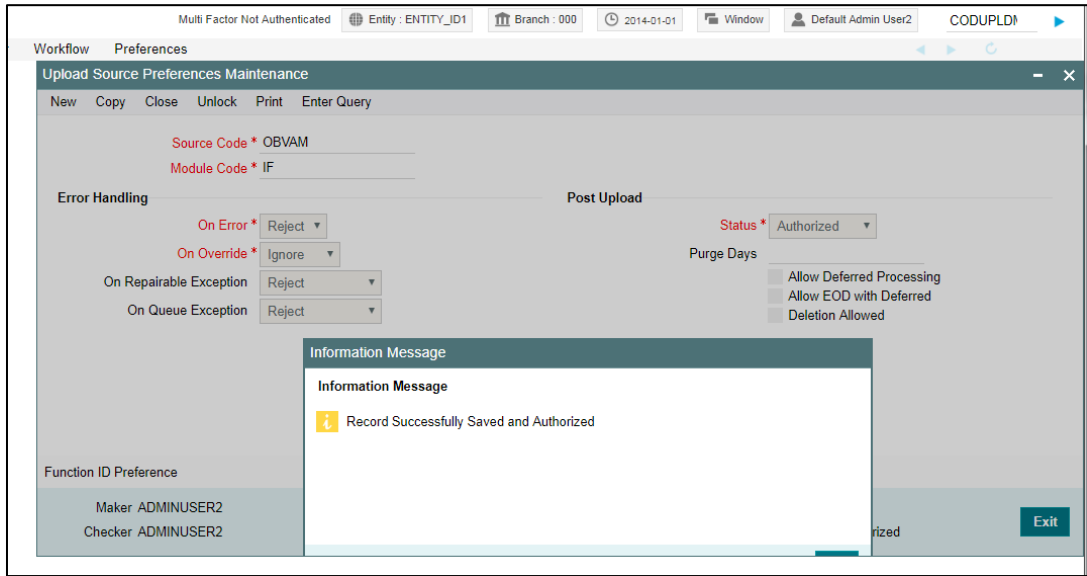 Multi Factor Not Authenticated Entity : ENTITY_ID1 Branch : 000 2014-01-01 Window Default Admin User2
Workflow Preferences
Upload Source Preferences Maintenance
New Copy Close Unlock Print Enter Query
Source Code * OBVAM
Module Code * IF
Error Handling
On Error * Reject
On Override * Ignore
On Repairable Exception Reject
On Queue Exception Reject
Post Upload
Status * Authorized
Purge Days
Allow Deferred Processing
Allow EOD with Deferred
Deletion Allowed
Information Message
Information Message
Record Successfully Saved and Authorized
Function ID Preference
Maker ADMINUSER2
Checker ADMINUSER2
rized
Exit